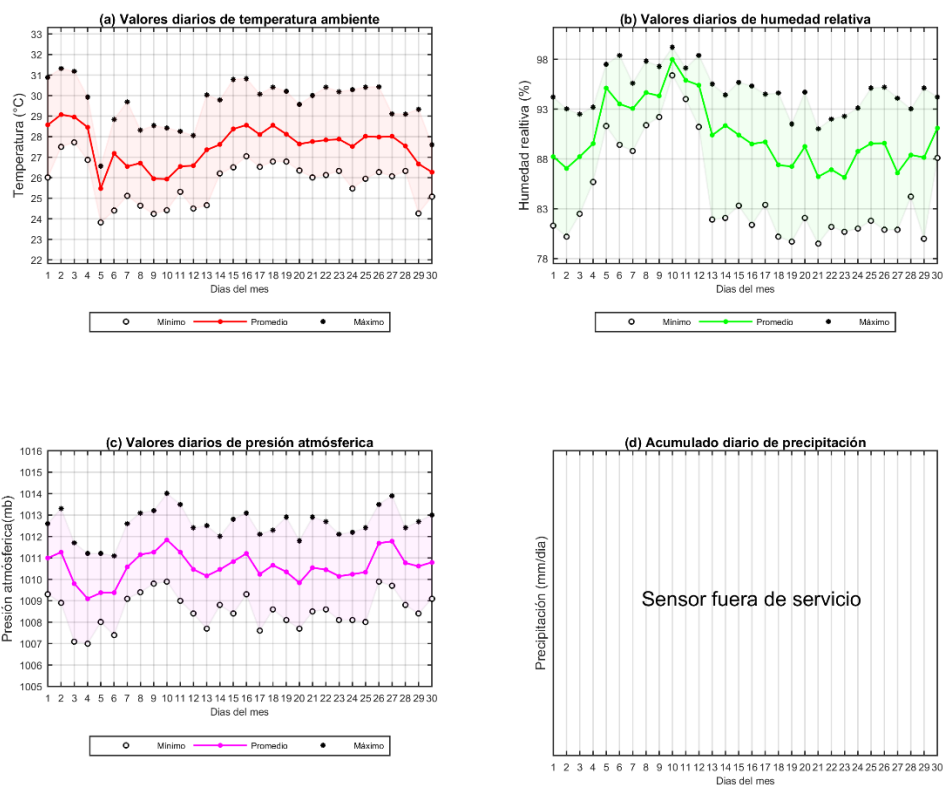 (a) Valores diarios de temperatura ambiente
33
32
31
30
29
28
27
26
25
24
23
22
Temperatura (°C)
1 2 3 4 5 6 7 8 9 10 11 12 13 14 15 16 17 18 19 20 21 22 23 24 25 26 27 28 29 30
Dias del mes
Mínimo Promedio Máximo
(b) Valores diarios de humedad relativa
98
93
88
83
78
Humedad realtiva (%)
1 2 3 4 5 6 7 8 9 10 11 12 13 14 15 16 17 18 19 20 21 22 23 24 25 26 27 28 29 30
Dias del mes
Mínimo Promedio Máximo
(c) Valores diarios de presión atmósferica
1016
1015
1014
1013
1012
1011
1010
1009
1008
1007
1006
1005
Presión atmósferica(mb)
1 2 3 4 5 6 7 8 9 10 11 12 13 14 15 16 17 18 19 20 21 22 23 24 25 26 27 28 29 30
Dias del mes
Mínimo Promedio Máximo
(d) Acumulado diario de precipitación
Precipitación (mm/dia)
Sensor fuera de servicio
1 2 3 4 5 6 7 8 9 10 11 12 13 14 15 16 17 18 19 20 21 22 23 24 25 26 27 28 29 30
Dias del mes